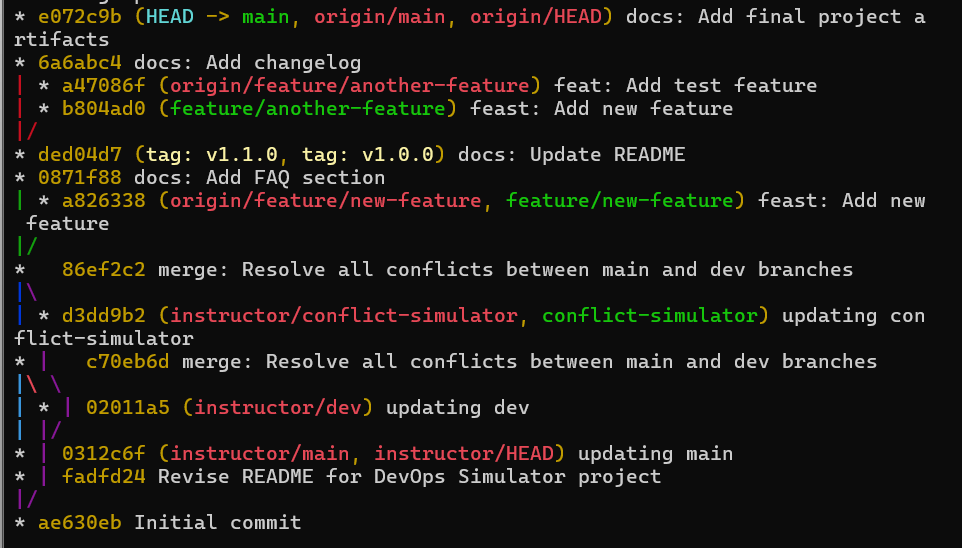 * e072c9b (HEAD -> main, origin/main, origin/HEAD) docs: Add final project a
rtifacts
* 6a6abc4 docs: Add changelog
| * a47086f (origin/feature/another-feature) feat: Add test feature
| * b804ad0 (feature/another-feature) feast: Add new feature
|/
* ded04d7 (tag: v1.1.0, tag: v1.0.0) docs: Update README
* 0871f88 docs: Add FAQ section
| * a826338 (origin/feature/new-feature, feature/new-feature) feast: Add new
 feature
|/
*   86ef2c2 merge: Resolve all conflicts between main and dev branches
|\
| * d3dd9b2 (instructor/conflict-simulator, conflict-simulator) updating con
flict-simulator
* |   c70eb6d merge: Resolve all conflicts between main and dev branches
|\ \
| * | 02011a5 (instructor/dev) updating dev
| |/
* | 0312c6f (instructor/main, instructor/HEAD) updating main
* | fadfd24 Revise README for DevOps Simulator project
|/
* ae630eb Initial commit